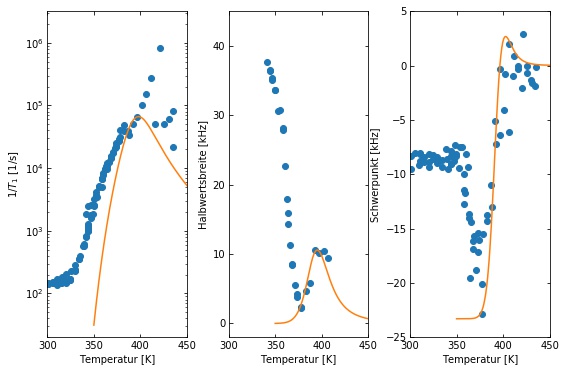 10⁶
10⁵
10⁴
10³
10²
1/T₁ [1/s]
300 350 400 450
Temperatur [K]
40
30
20
10
0
Halbwertsbreite [kHz]
300 350 400 450
Temperatur [K]
5
0
−5
−10
−15
−20
−25
Schwerpunkt [kHz]
300 350 400 450
Temperatur [K]